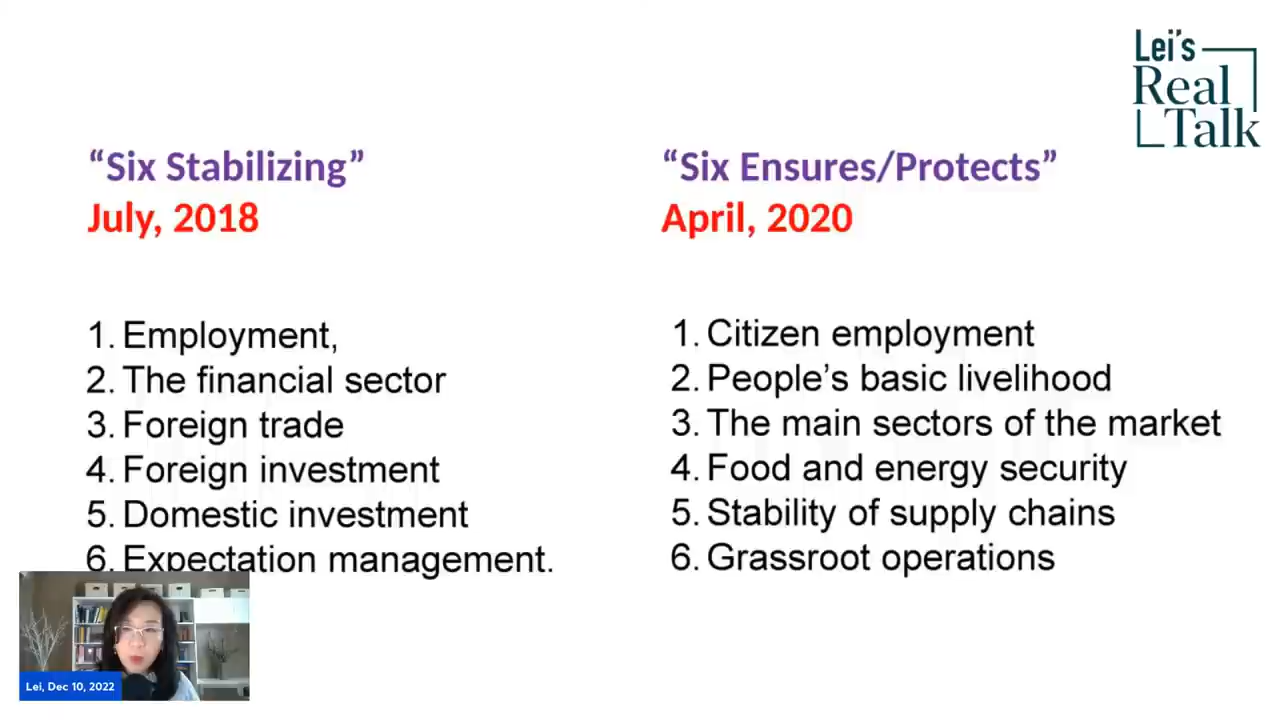 Lei's
Real
Talk
“Six Stabilizing”
July, 2018
1. Employment,
2. The financial sector
3. Foreign trade
4. Foreign investment
5. Domestic investment
6. Expectation management.
“Six Ensures/Protects”
April, 2020
1. Citizen employment
2. People’s basic livelihood
3. The main sectors of the market
4. Food and energy security
5. Stability of supply chains
6. Grassroot operations
Lei, Dec 10, 2022